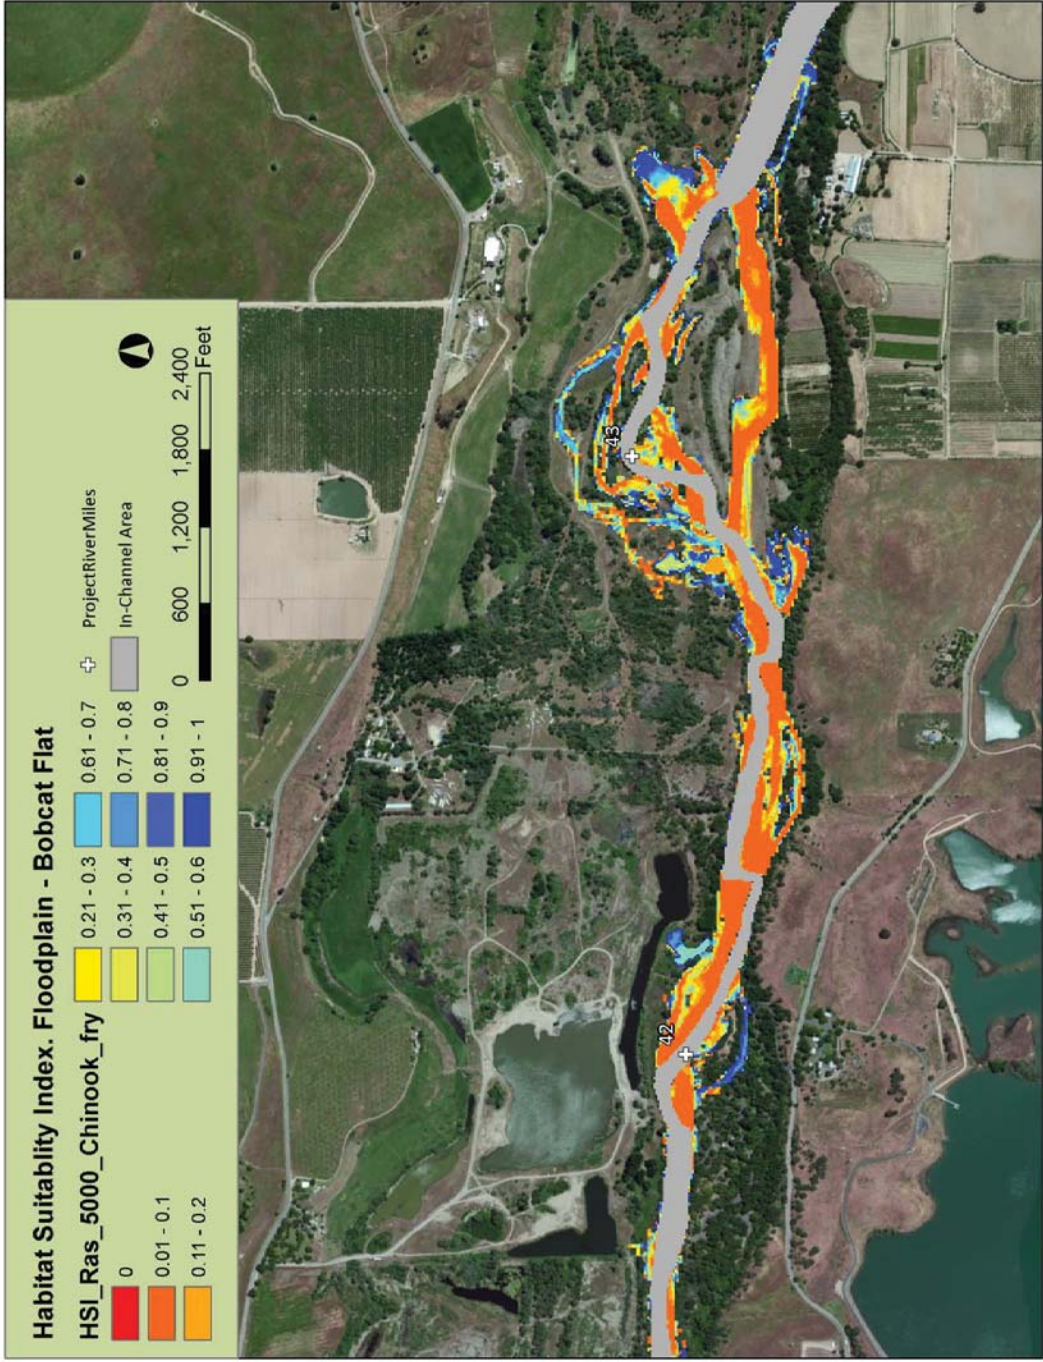 Habitat Suitablity Index. Floodplain - Bobcat Flat
HSI_Ras_5000_Chinook_fry
0
0.01 - 0.1
0.11 - 0.2
0.21 - 0.3
0.31 - 0.4
0.41 - 0.5
0.51 - 0.6
0.61 - 0.7
0.71 - 0.8
0.81 - 0.9
0.91 - 1
ProjectRiverMiles
In-Channel Area
0 600 1,200 1,800 2,400
Feet
42
43